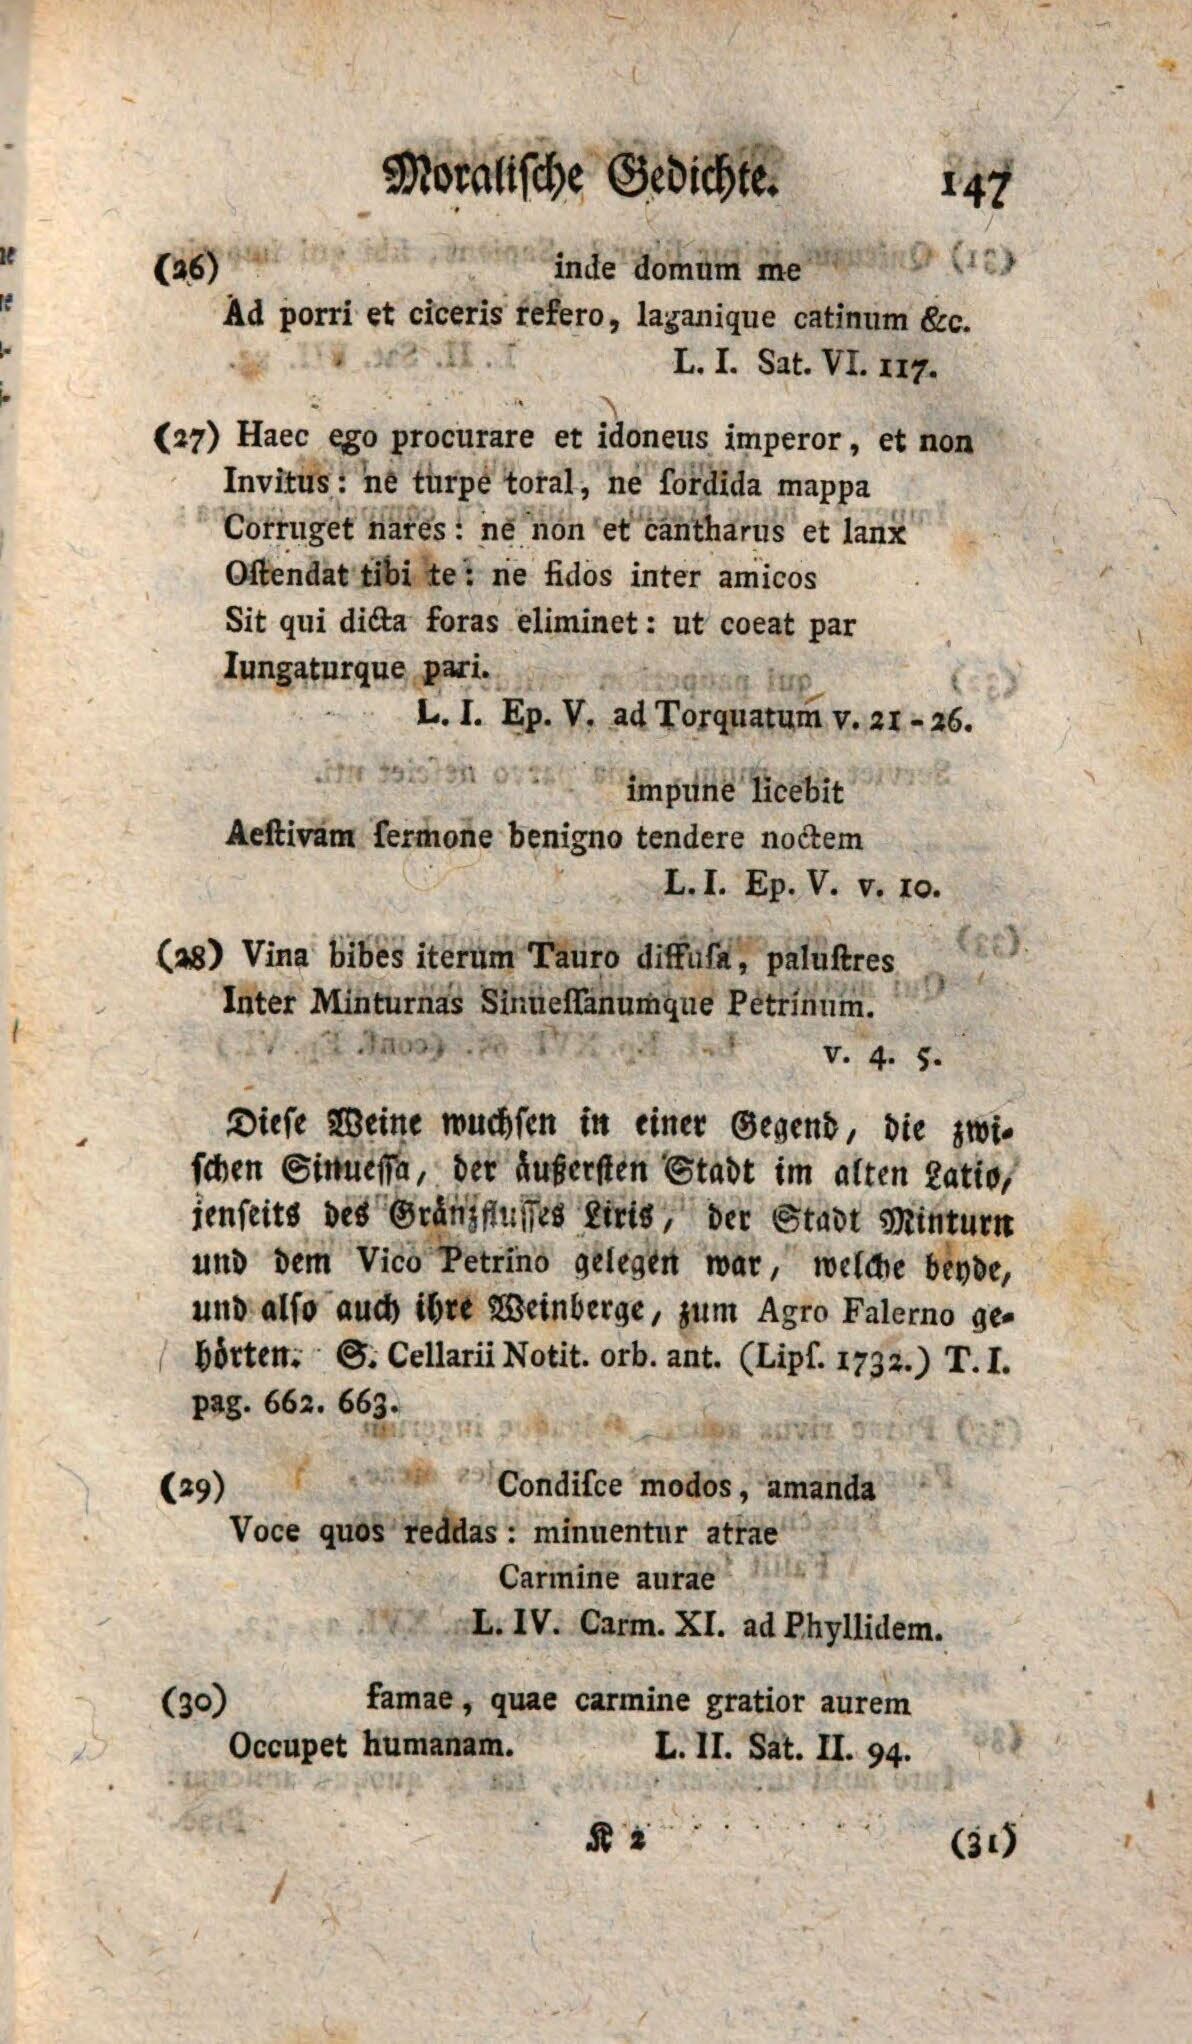 Moralische Gedichte. 147
(26) inde domum me
Ad porri et ciceris refero, laganique catinum &c.
L. I. Sat. VI. 117.
(27) Haec ego procurare et idoneus imperor, et non
Invitus: ne turpe toral, ne ſordida mappa
Corruget nares: ne non et cantharus et lanx
Oſtendat tibi te: ne fidos inter amicos
Sit qui dicta foras eliminet: ut coeat par
Iungaturque pari.
L. I. Ep. V. ad Torquatum v. 21-26.
impune licebit
Aeſtivam ſermone benigno tendere noctem
L. I. Ep. V. v. 10.
(28) Vina bibes iterum Tauro diffuſa, paluſtres
Inter Minturnas Sinueſſanumque Petrinum.
v. 4. 5.
Dieſe Weine wuchſen in einer Gegend, die zwi-
ſchen Sinueſſa, der äußerſten Stadt im alten Latio,
jenſeits des Gränzfluſſes Liris, der Stadt Minturn
und dem Vico Petrino gelegen war, welche beyde,
und alſo auch ihre Weinberge, zum Agro Falerno ge-
hörten. S. Cellarii Notit. orb. ant. (Lipſ. 1732.) T. I.
pag. 662. 663.
(29) Condiſce modos, amanda
Voce quos reddas: minuentur atrae
Carmine aurae
L. IV. Carm. XI. ad Phyllidem.
(30) famae, quae carmine gratior aurem
Occupet humanam. L. II. Sat. II. 94.
K 2 (31)